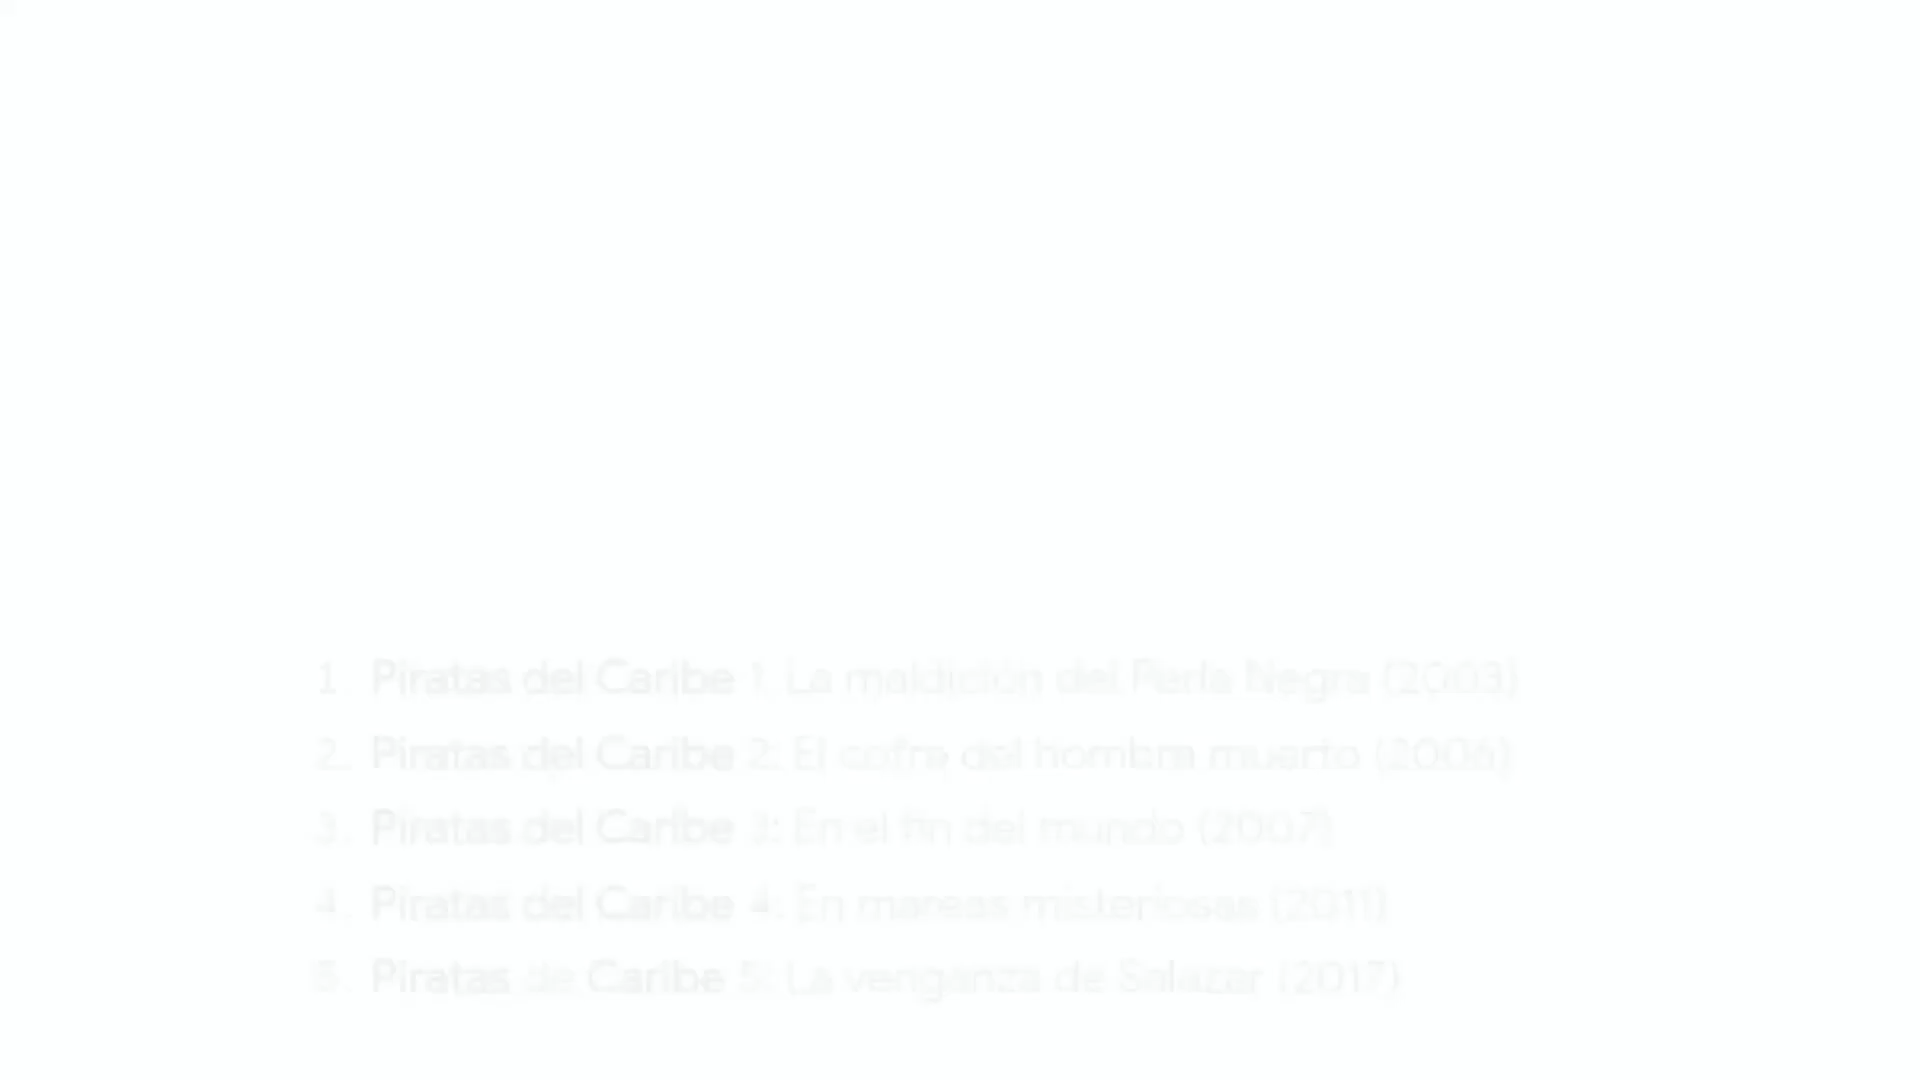 1. Piratas del Caribe 1. La maldición del Perla Negra (2003)
2. Piratas del Caribe 2: El cofre del hombre muerto (2006)
3. Piratas del Caribe 3: En el fin del mundo (2007)
4. Piratas del Caribe 4: En mareas misteriosas (2011)
5. Piratas de Caribe 5: La venganza de Salazar (2017)